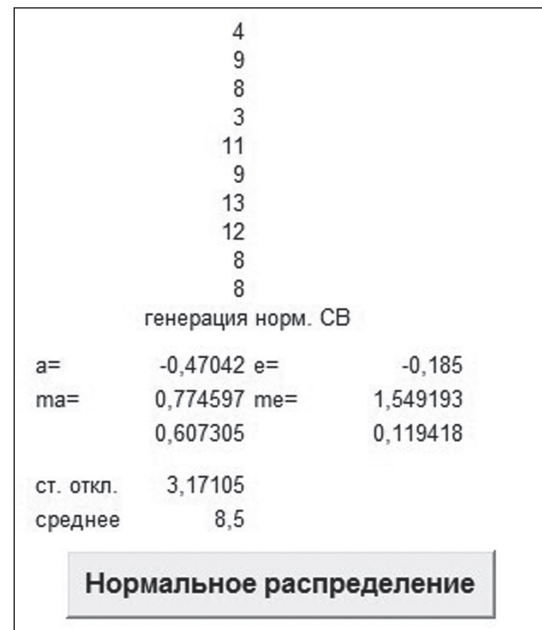 4
9
8
3
11
9
13
12
8
8
генерация норм. СВ
a= -0,47042 e= -0,185
ma= 0,774597 me= 1,549193
0,607305 0,119418
ст. откл. 3,17105
среднее 8,5
Нормальное распределение